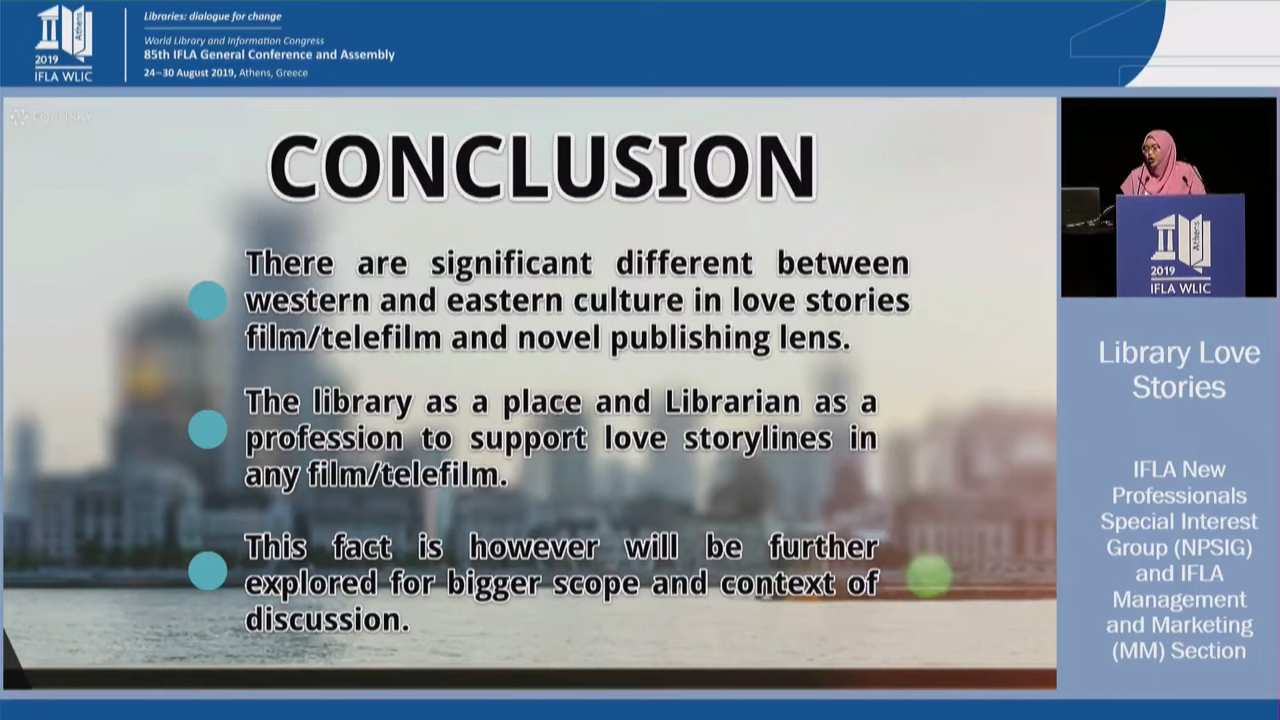 Libraries: dialogue for change
World Library and Information Congress
85th IFLA General Conference and Assembly
24–30 August 2019, Athens, Greece
Athens
2019
IFLA WLIC
FOCUSKY
CONCLUSION
There are significant different between
western and eastern culture in love stories
film/telefilm and novel publishing lens.
The library as a place and Librarian as a
profession to support love storylines in
any film/telefilm.
This fact is however will be further
explored for bigger scope and context of
discussion.
Athens
2019
IFLA WLIC
Library Love
Stories
IFLA New
Professionals
Special Interest
Group (NPSIG)
and IFLA
Management
and Marketing
(MM) Section